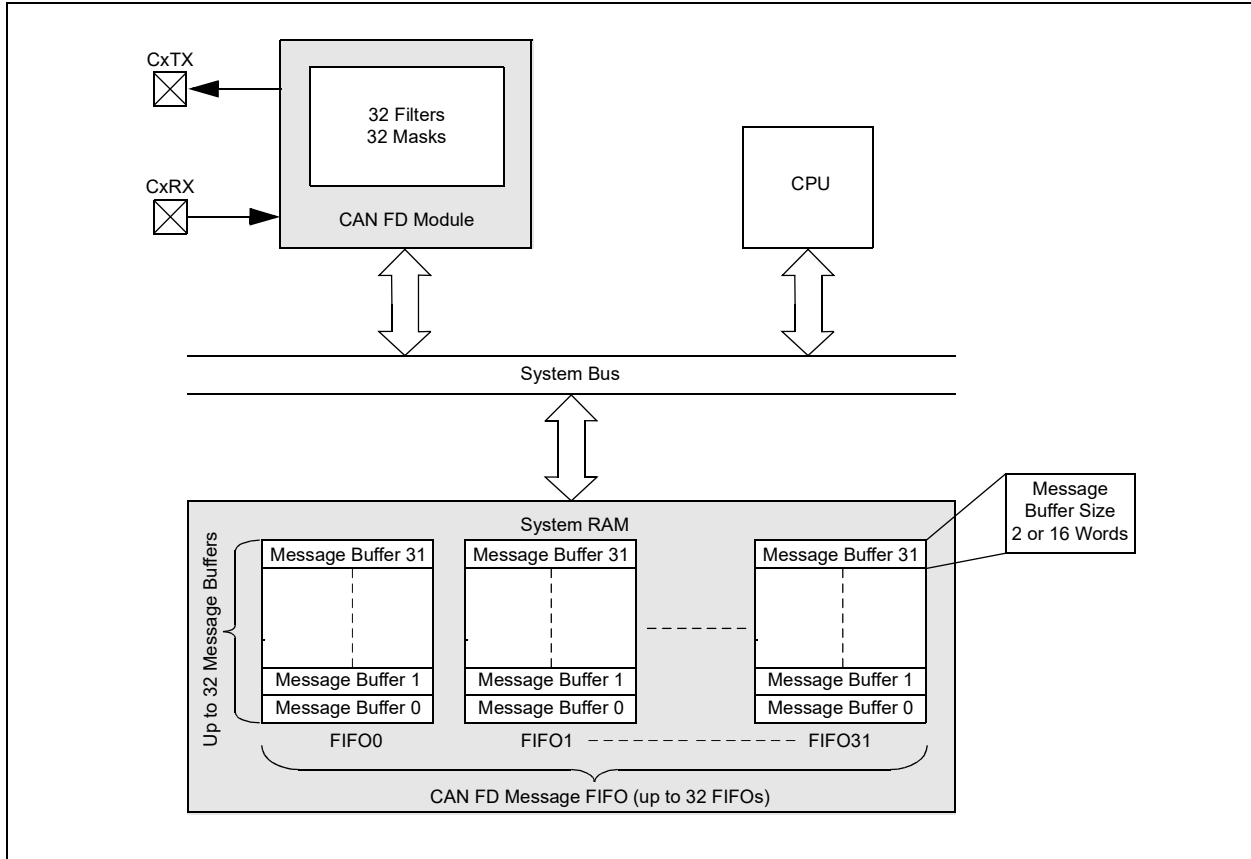 CxTX
32 Filters
32 Masks
CxRX
CAN FD Module
CPU
System Bus
Message
Buffer Size
2 or 16 Words
System RAM
Up to 32 Message Buffers
Message Buffer 31
Message Buffer 31
Message Buffer 31
Message Buffer 1
Message Buffer 1
Message Buffer 1
Message Buffer 0
Message Buffer 0
Message Buffer 0
FIFO0
FIFO1
FIFO31
CAN FD Message FIFO (up to 32 FIFOs)